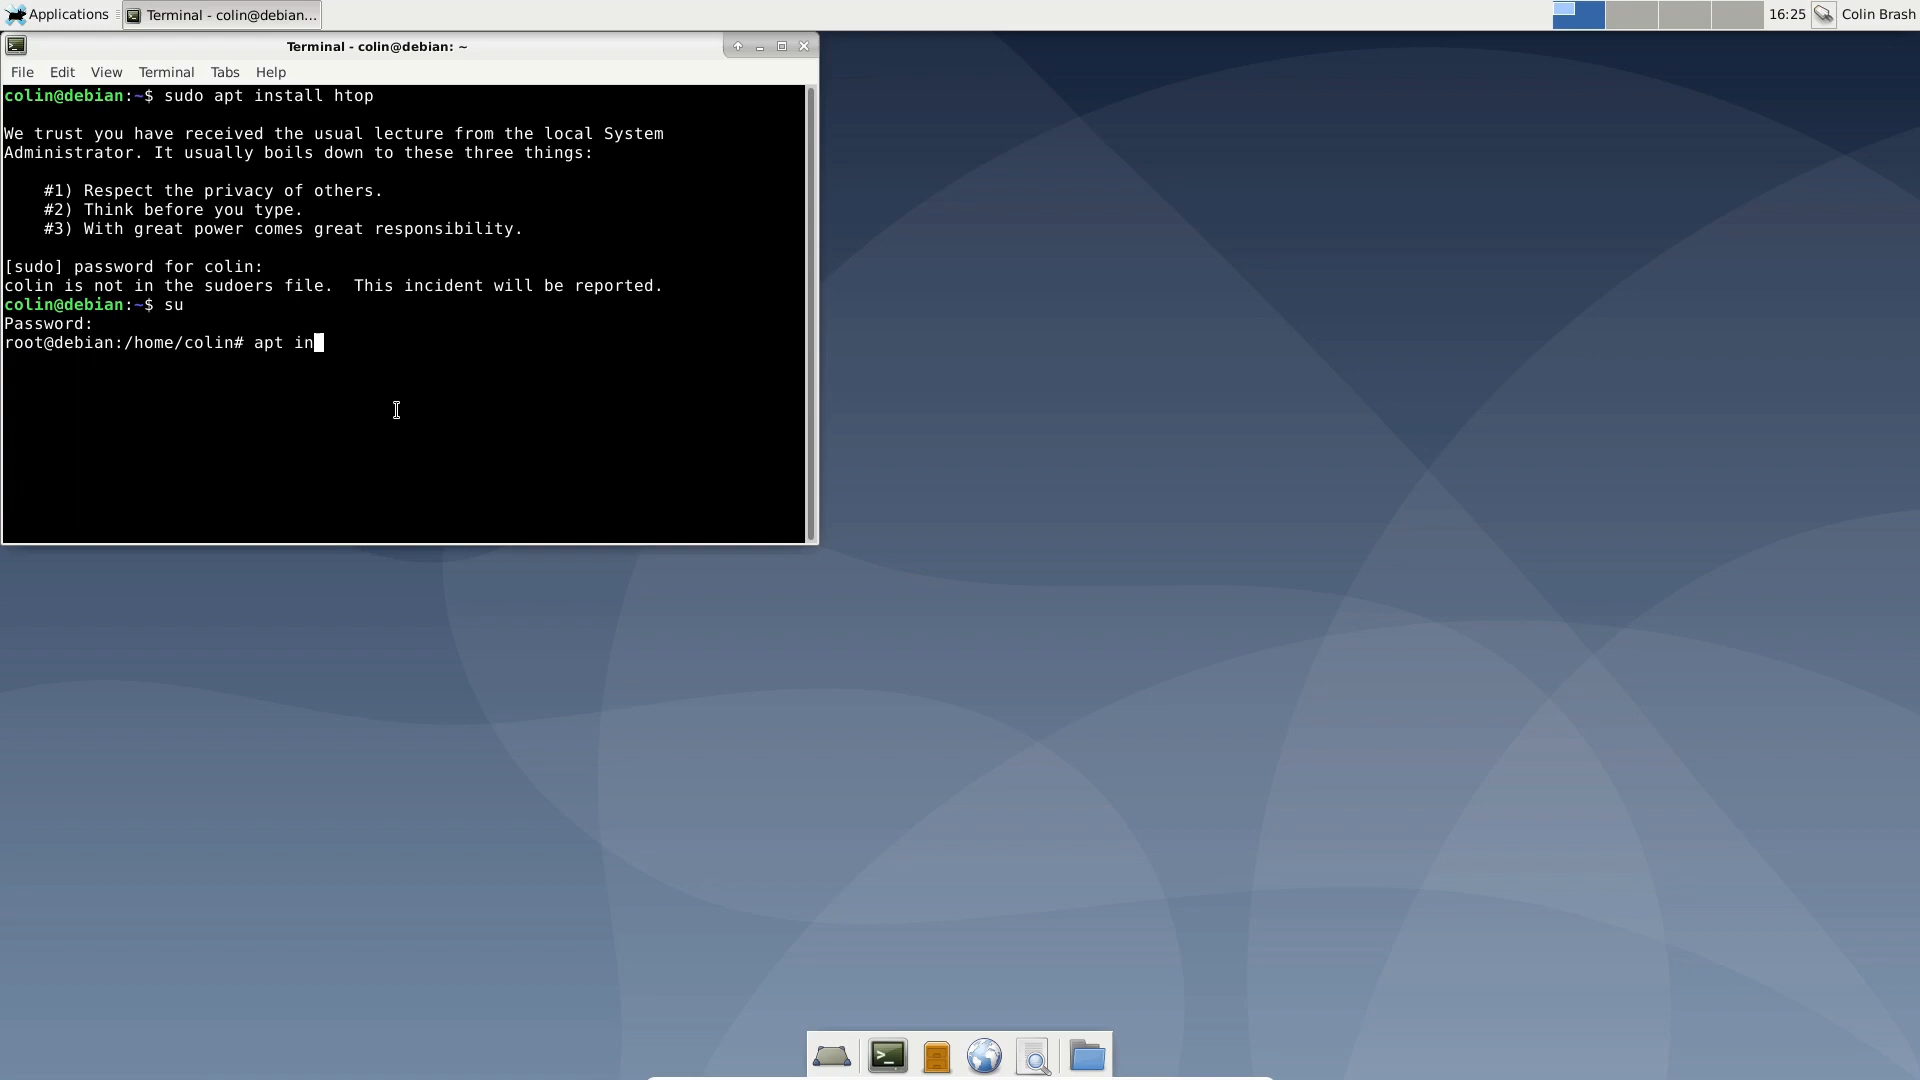 Applications
Terminal - colin@debian...
16:25
Colin Brash
Terminal - colin@debian: ~
File Edit View Terminal Tabs Help
colin@debian:~$ sudo apt install htop
We trust you have received the usual lecture from the local System
Administrator. It usually boils down to these three things:
#1) Respect the privacy of others.
#2) Think before you type.
#3) With great power comes great responsibility.
[sudo] password for colin:
colin is not in the sudoers file.  This incident will be reported.
colin@debian:~$ su
Password:
root@debian:/home/colin# apt in